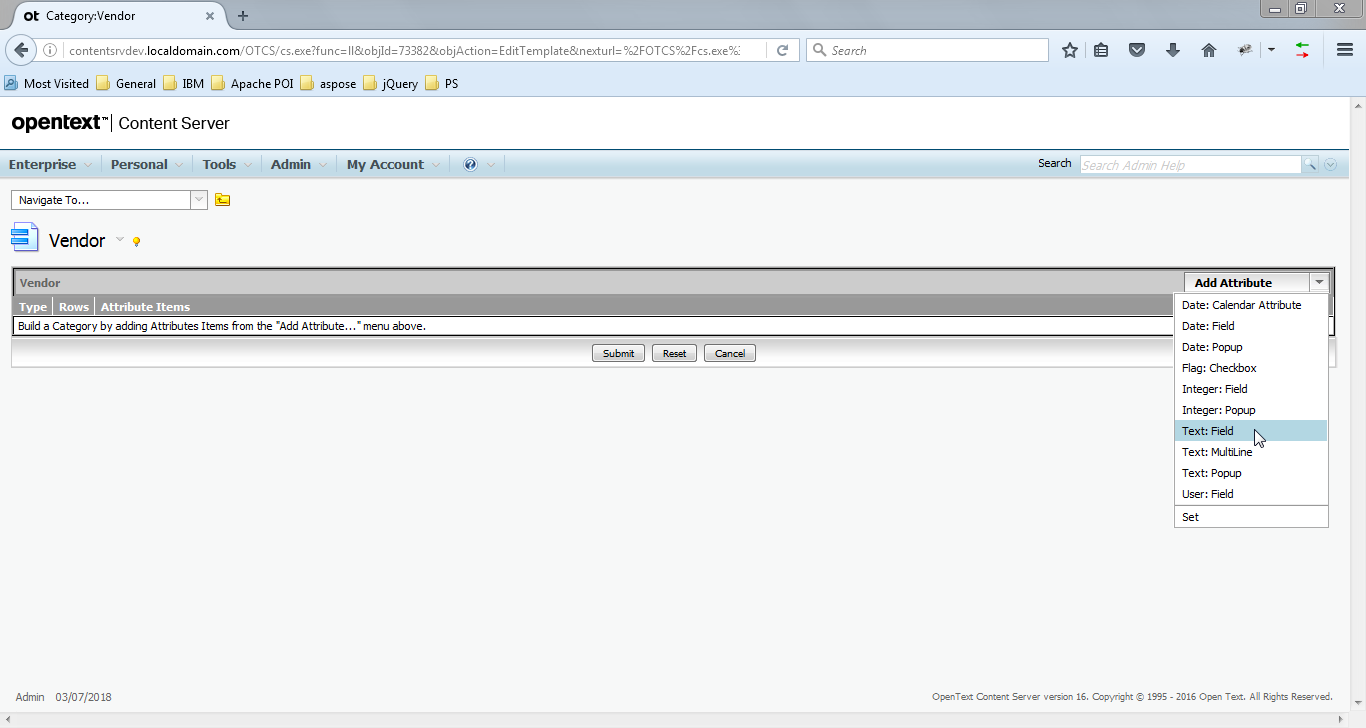 ot Category:Vendor
contentsrvdev.localdomain.com/OTCS/cs.exe?func=ll&objId=73382&objAction=EditTemplate&nexturl=%2FOTCS%2Fcs.exe%3
Search
Most Visited General IBM Apache POI aspose jQuery PS
opentext™ | Content Server
Enterprise Personal Tools Admin My Account
Search Search Admin Help
Navigate To...
Vendor
Vendor
Add Attribute
Type Rows Attribute Items
Build a Category by adding Attributes Items from the "Add Attribute..." menu above.
Submit Reset Cancel
Date: Calendar Attribute
Date: Field
Date: Popup
Flag: Checkbox
Integer: Field
Integer: Popup
Text: Field
Text: MultiLine
Text: Popup
User: Field
Set
Admin 03/07/2018
OpenText Content Server version 16. Copyright © 1995 - 2016 Open Text. All Rights Reserved.